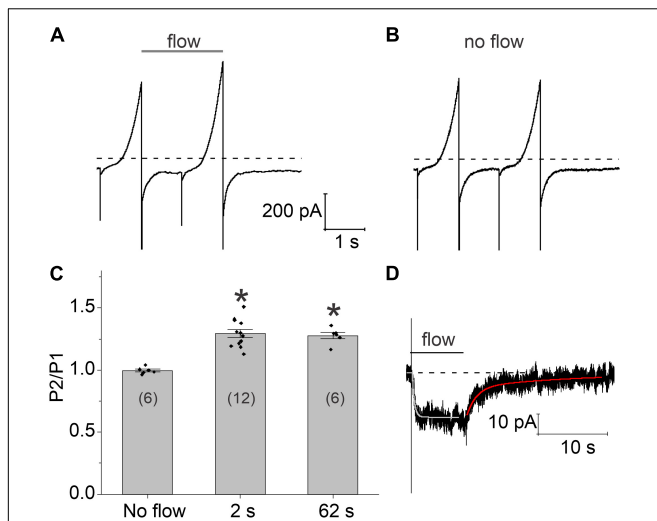 A
flow
200 pA
1 s
B
no flow
C
P2/P1
1.5
1.0
0.5
0.0
*
*
(6)
(12)
(6)
No flow
2 s
62 s
D
flow
10 pA
10 s